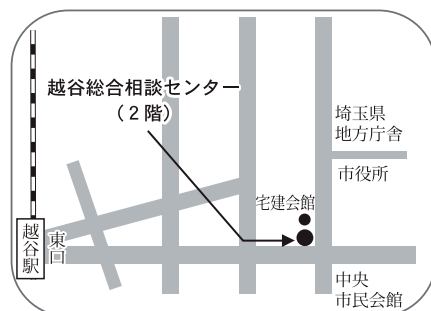 越谷総合相談センター
（２階）
埼玉県
地方庁舎
市役所
宅建会館
越谷駅
東口
中央
市民会館